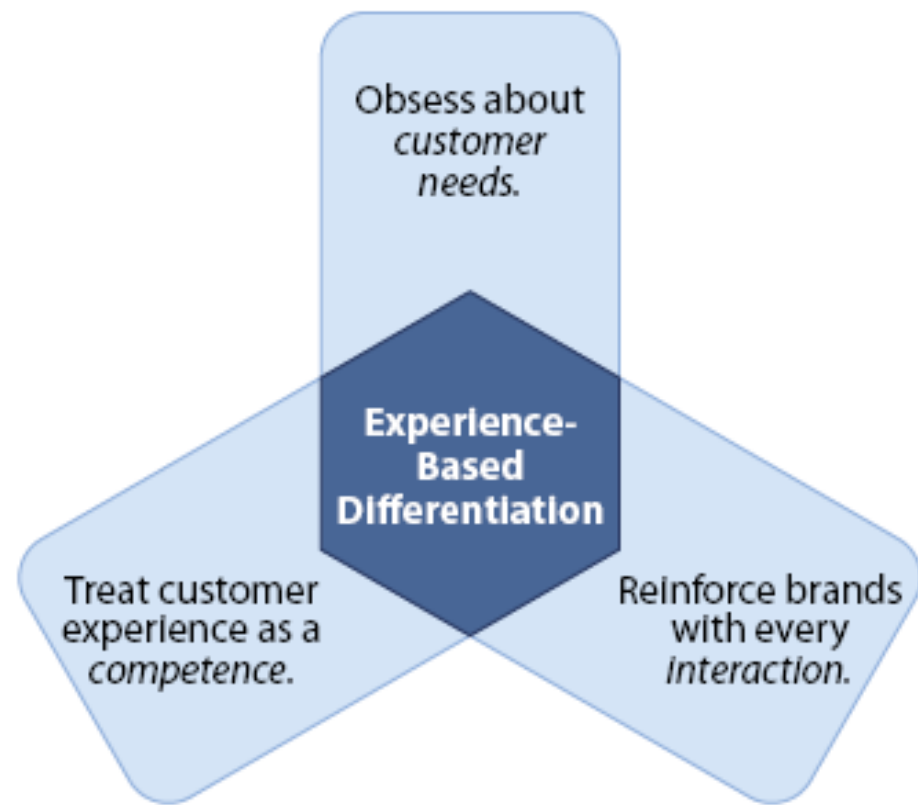 Obsess about
customer
needs.
Experience-
Based
Differentiation
Treat customer
experience as a
competence.
Reinforce brands
with every
interaction.